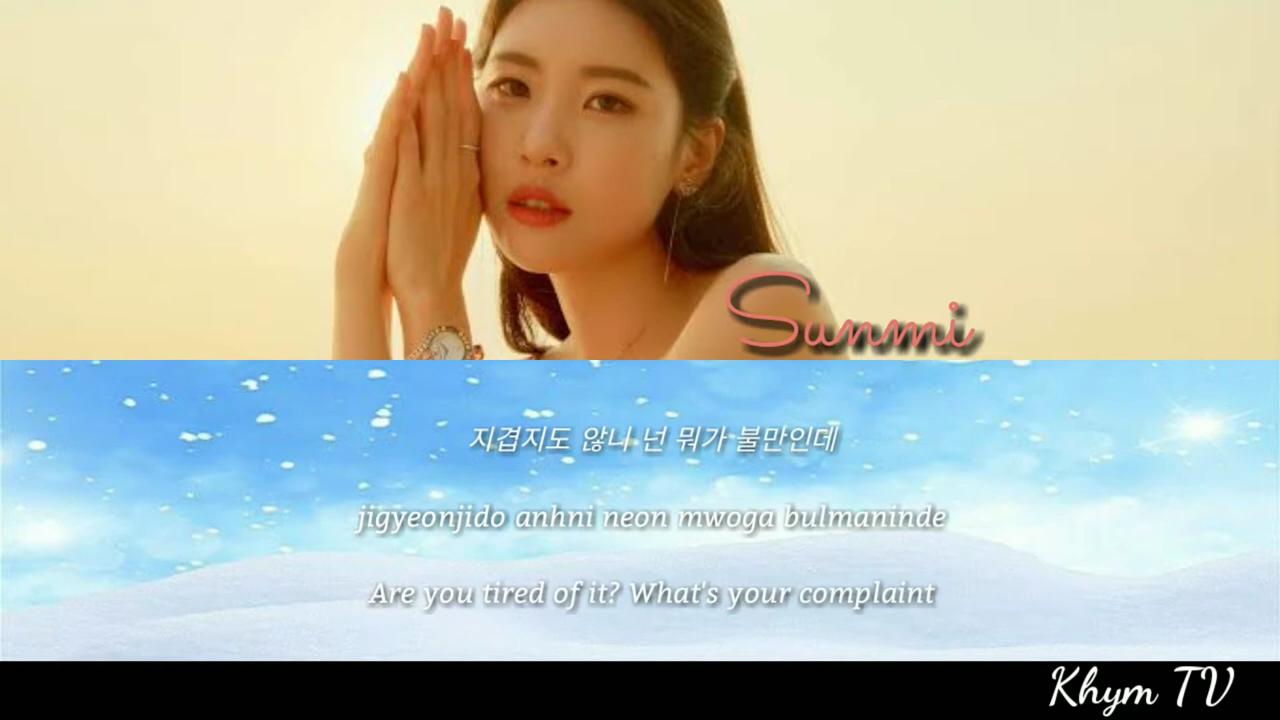 Sunmi
지겹지도 않니 넌 뭐가 불만인데
jigyeonjido anhni neon mwoga bulmaninde
Are you tired of it? What's your complaint
Khym TV